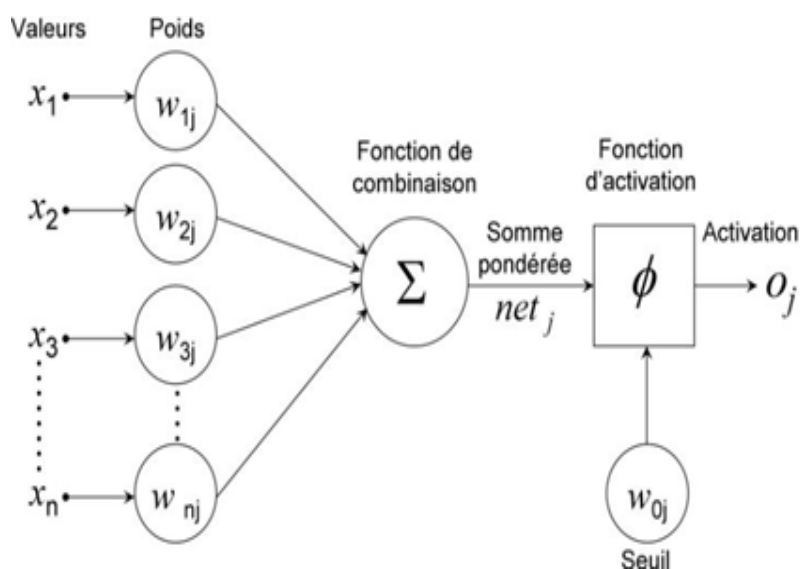 Valeurs
Poids
x1
w1j
x2
w2j
x3
w3j
xn
w nj
Fonction de
combinaison
Σ
Somme
pondérée
net j
Fonction
d'activation
ϕ
Activation
oj
w0j
Seuil